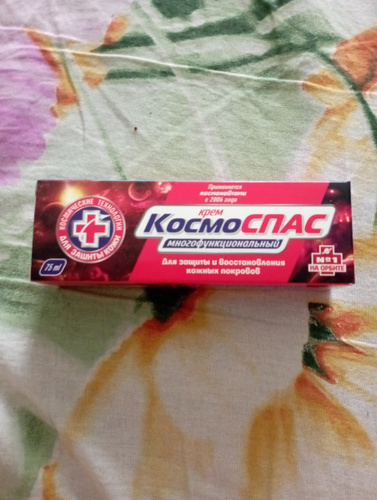 Применяется
космонавтами
с 2006 года
КОСМИЧЕСКИЕ ТЕХНОЛОГИИ
ДЛЯ ЗАЩИТЫ КОЖИ
крем
КосмоСПАС
многофункциональный
Для защиты и восстановления
кожных покровов
75 ml
№1
НА ОРБИТЕ